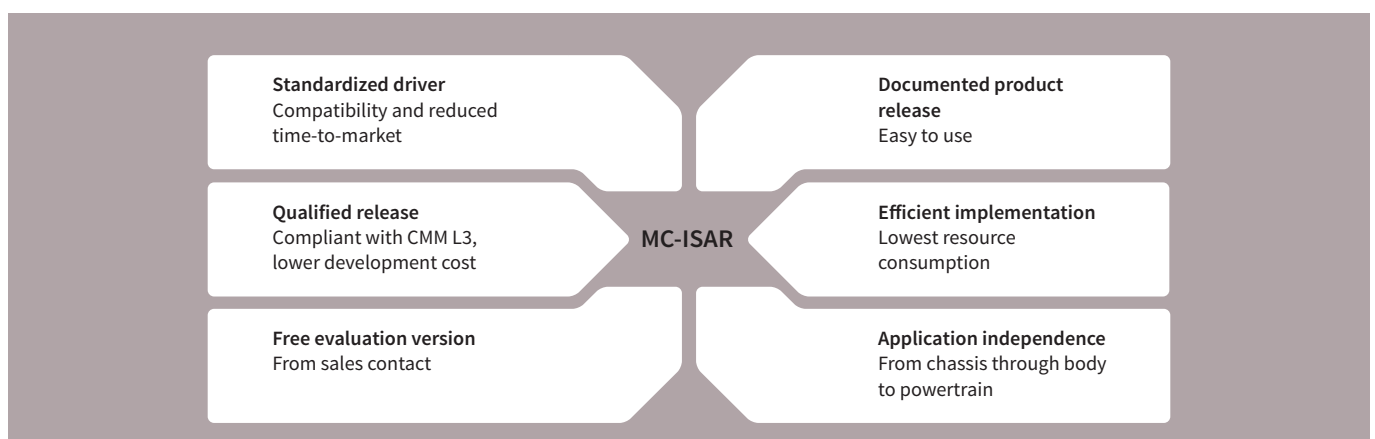 Standardized driver
Compatibility and reduced
time-to-market
Documented product
release
Easy to use
Qualified release
Compliant with CMM L3,
lower development cost
MC-ISAR
Efficient implementation
Lowest resource
consumption
Free evaluation version
From sales contact
Application independence
From chassis through body
to powertrain